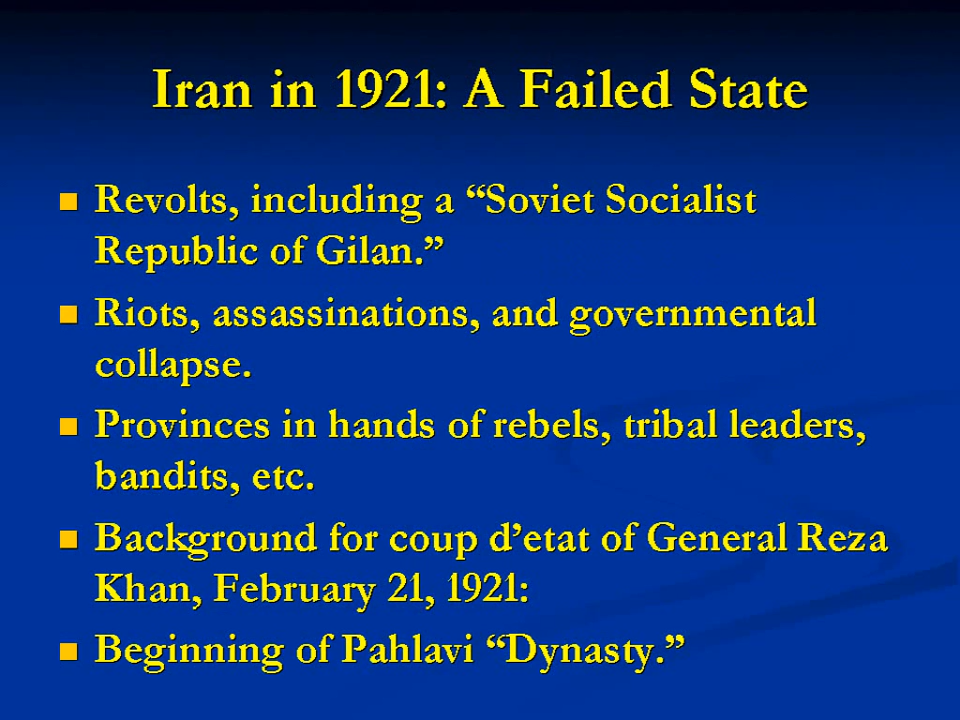 Iran in 1921: A Failed State
Revolts, including a “Soviet Socialist
Republic of Gilan.”
Riots, assassinations, and governmental
collapse.
Provinces in hands of rebels, tribal leaders,
bandits, etc.
Background for coup d’etat of General Reza
Khan, February 21, 1921:
Beginning of Pahlavi “Dynasty.”